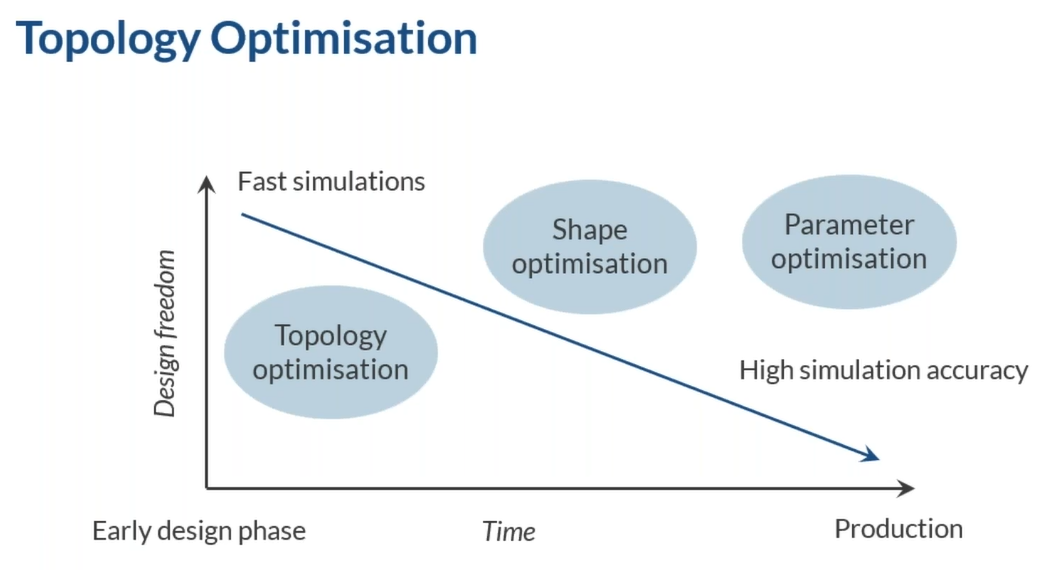 Topology Optimisation
Fast simulations
Shape
optimisation
Parameter
optimisation
Design freedom
Topology
optimisation
High simulation accuracy
Early design phase
Time
Production